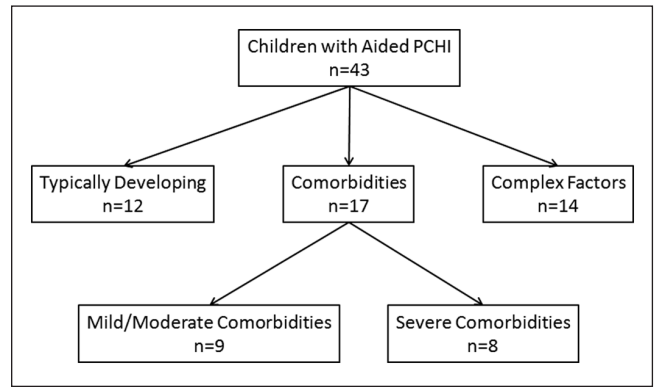 Children with Aided PCHI
n=43
Typically Developing
n=12
Comorbidities
n=17
Complex Factors
n=14
Mild/Moderate Comorbidities
n=9
Severe Comorbidities
n=8